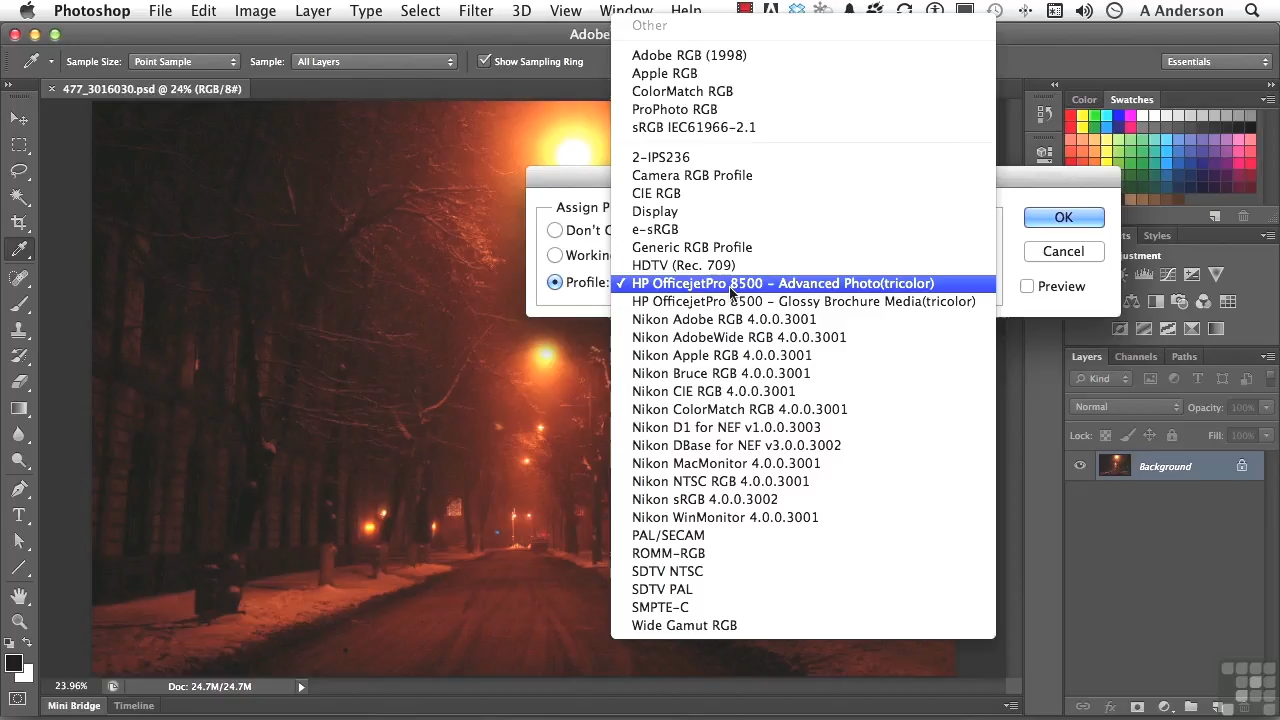 Photoshop File Edit Image Layer Type Select Filter 3D View Window Help A Anderson
Adobe
Sample Size: Point Sample Sample: All Layers Show Sampling Ring Essentials
× 477_3016030.psd @ 24% (RGB/8#)
Color Swatches
Other
Adobe RGB (1998)
Apple RGB
ColorMatch RGB
ProPhoto RGB
sRGB IEC61966-2.1
2-IPS236
Camera RGB Profile
CIE RGB
Display
e-sRGB
Generic RGB Profile
HDTV (Rec. 709)
✓ HP OfficejetPro 8500 - Advanced Photo(tricolor)
HP OfficejetPro 8500 - Glossy Brochure Media(tricolor)
Nikon Adobe RGB 4.0.0.3001
Nikon AdobeWide RGB 4.0.0.3001
Nikon Apple RGB 4.0.0.3001
Nikon Bruce RGB 4.0.0.3001
Nikon CIE RGB 4.0.0.3001
Nikon ColorMatch RGB 4.0.0.3001
Nikon D1 for NEF v1.0.0.3003
Nikon DBase for NEF v3.0.0.3002
Nikon MacMonitor 4.0.0.3001
Nikon NTSC RGB 4.0.0.3001
Nikon sRGB 4.0.0.3002
Nikon WinMonitor 4.0.0.3001
PAL/SECAM
ROMM-RGB
SDTV NTSC
SDTV PAL
SMPTE-C
Wide Gamut RGB
Assign P
Don't C
Workin
Profile:
OK
Cancel
Preview
ts Styles
djustment
Layers Channels Paths
Kind
Normal Opacity: 100%
Lock: Fill: 100%
Background
23.96% Doc: 24.7M/24.7M
Mini Bridge Timeline